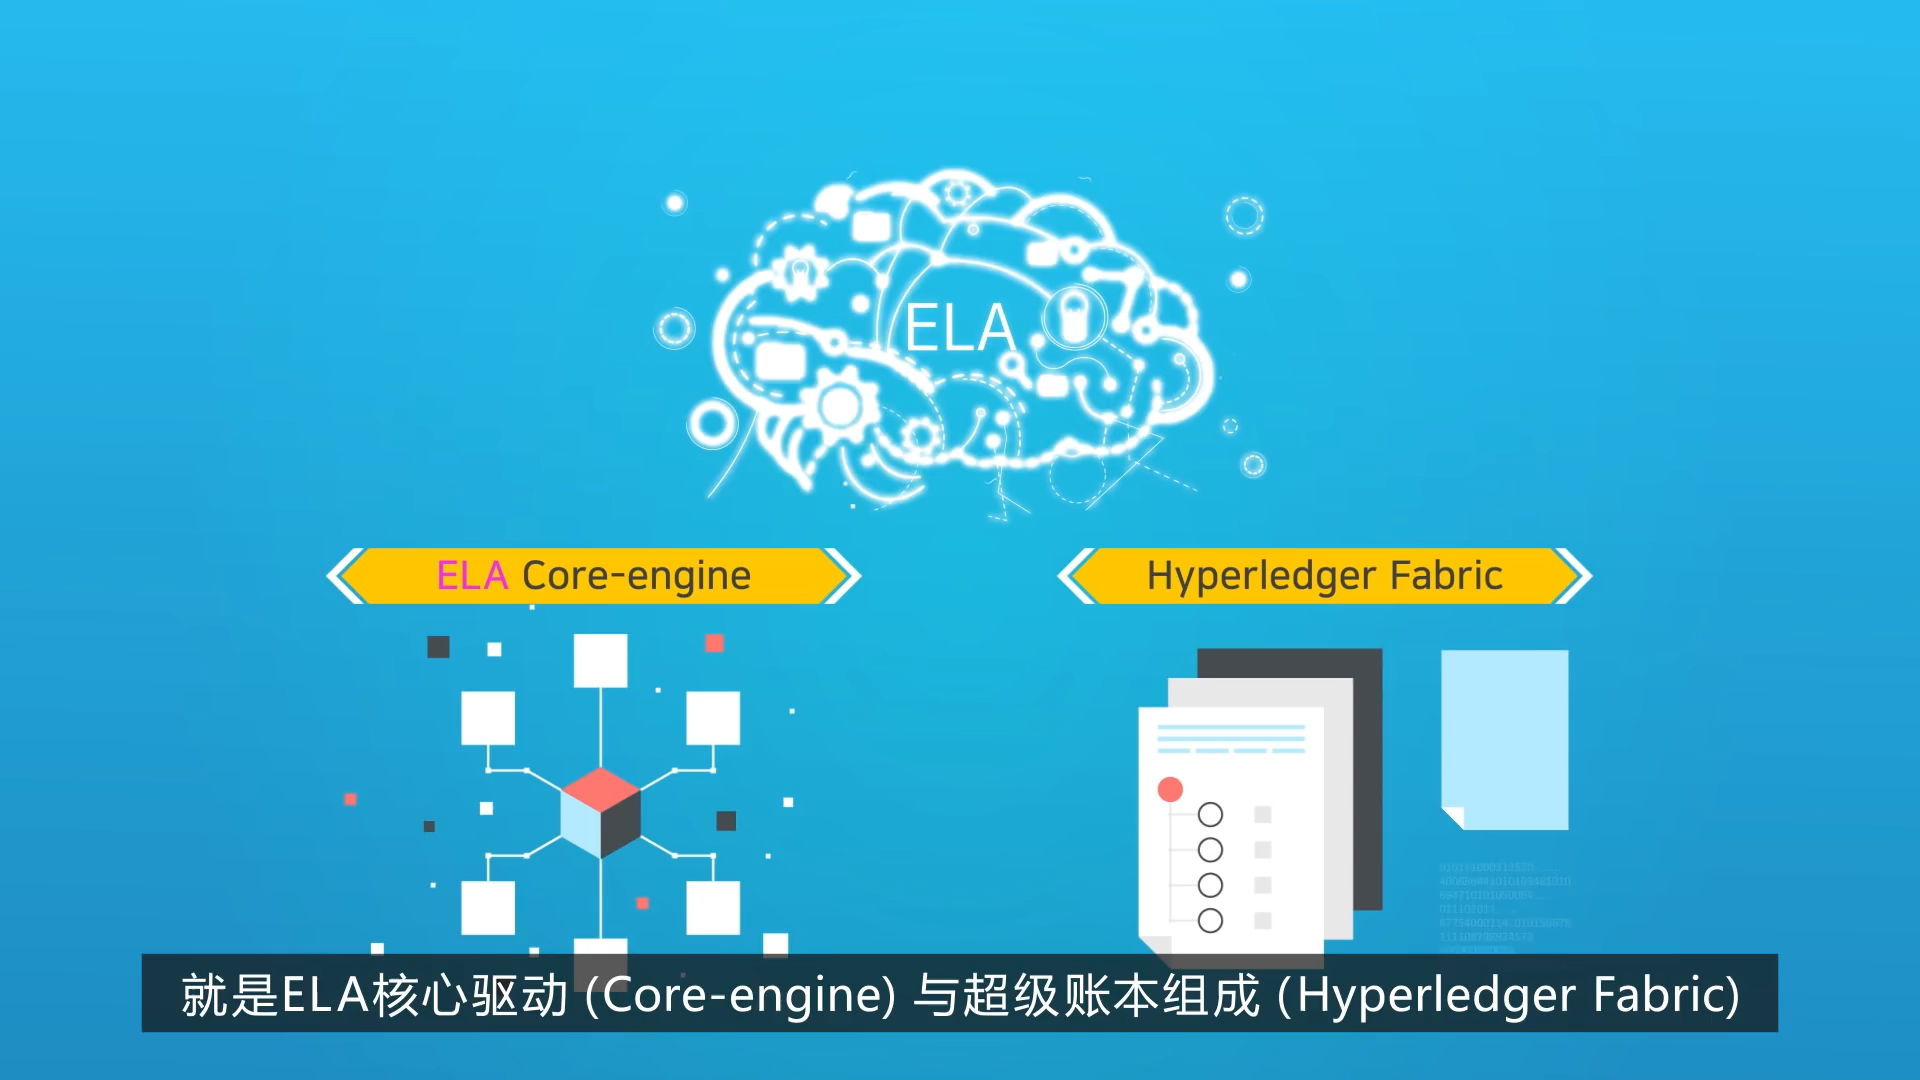 ELA
ELA Core-engine
Hyperledger Fabric
就是ELA核心驱动 (Core-engine) 与超级账本组成 (Hyperledger Fabric)